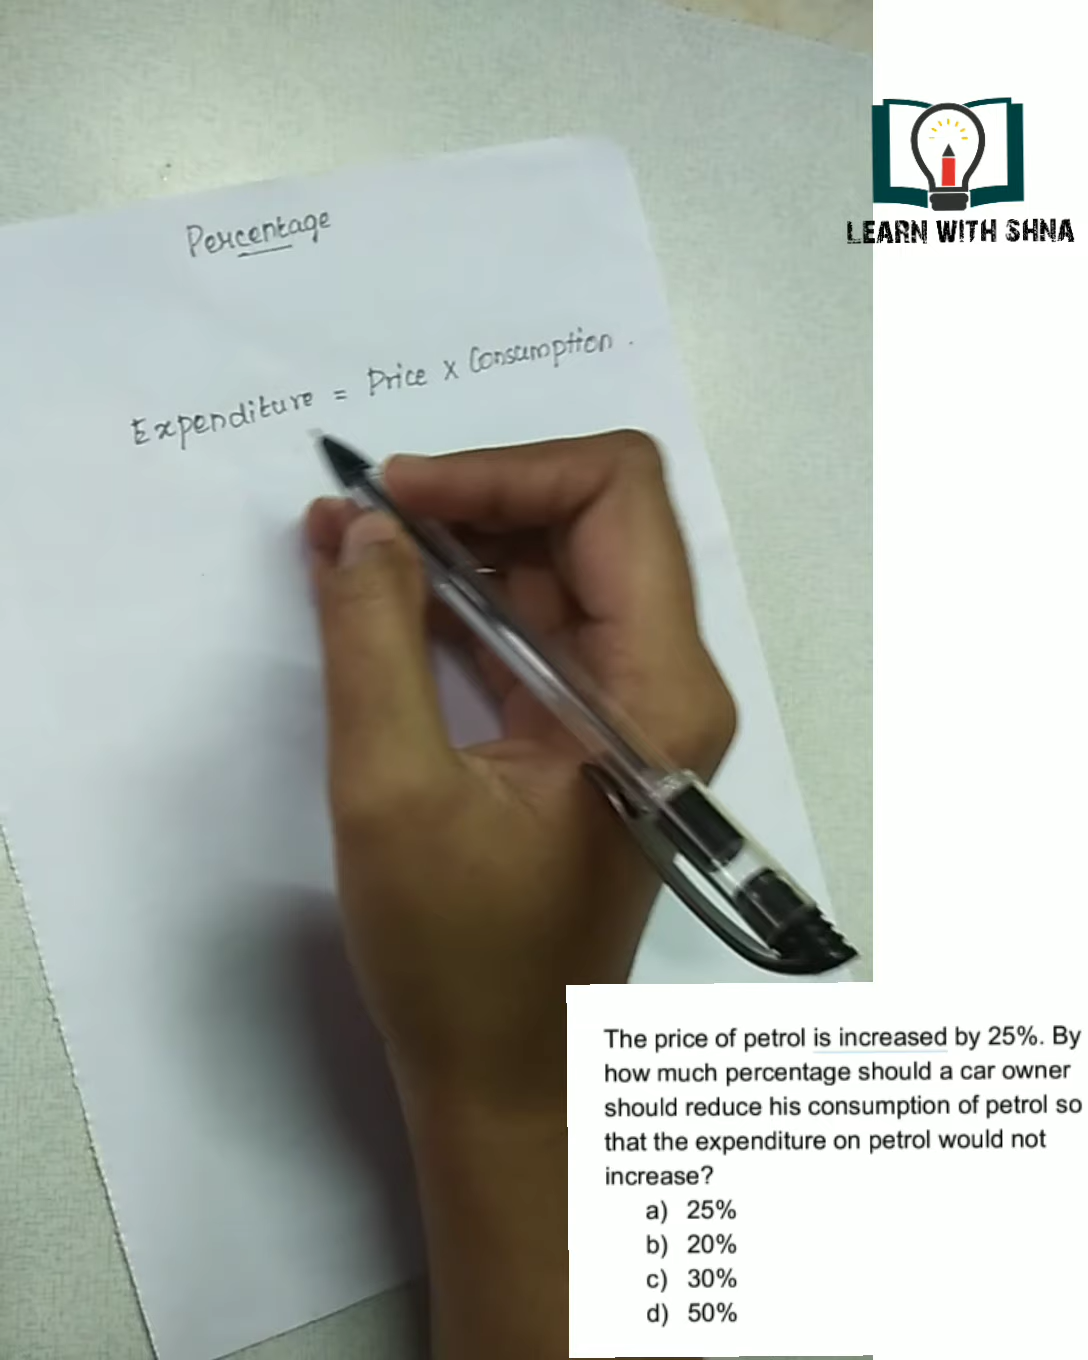 Percentage
Expenditure = Price x Consumption.
LEARN WITH SHNA
The price of petrol is increased by 25%. By
how much percentage should a car owner
should reduce his consumption of petrol so
that the expenditure on petrol would not
increase?
a) 25%
b) 20%
c) 30%
d) 50%